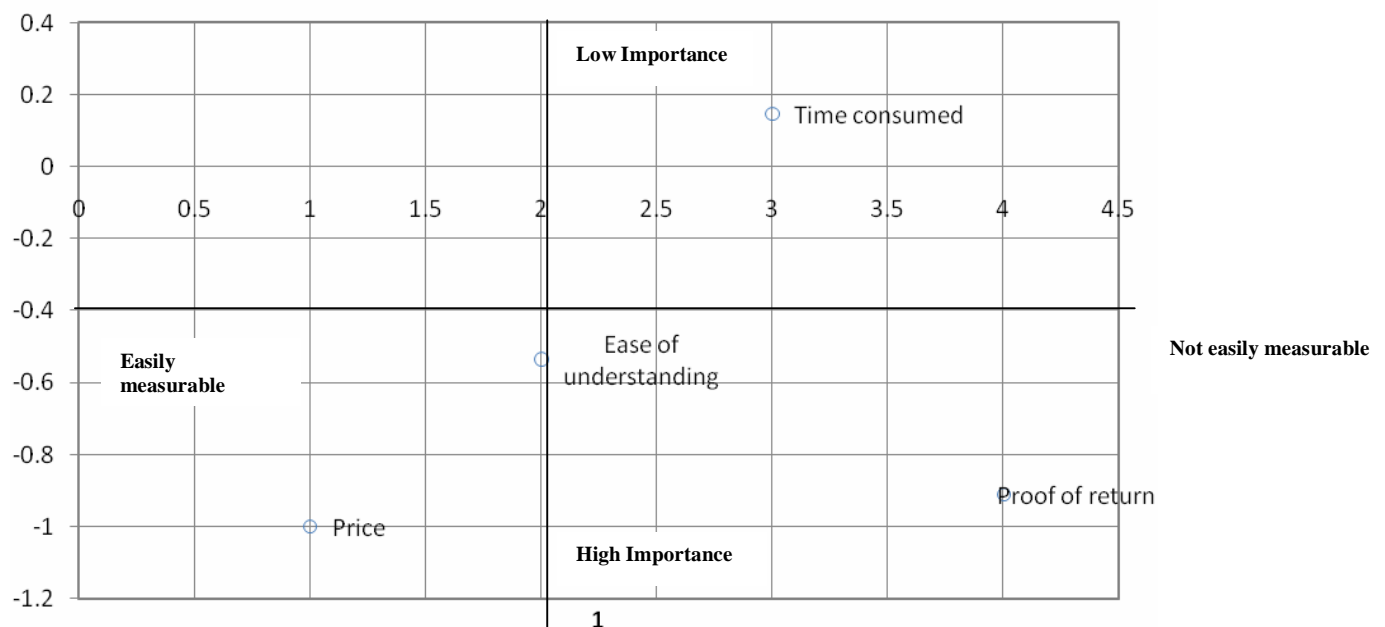 0.4
Low Importance
0.2
Time consumed
0
0 0.5 1 1.5 2 2.5 3 3.5 4 4.5
-0.2
-0.4
Ease of
understanding
Not easily measurable
Easily
measurable
-0.6
-0.8
Proof of return
-1
Price
High Importance
-1.2
1